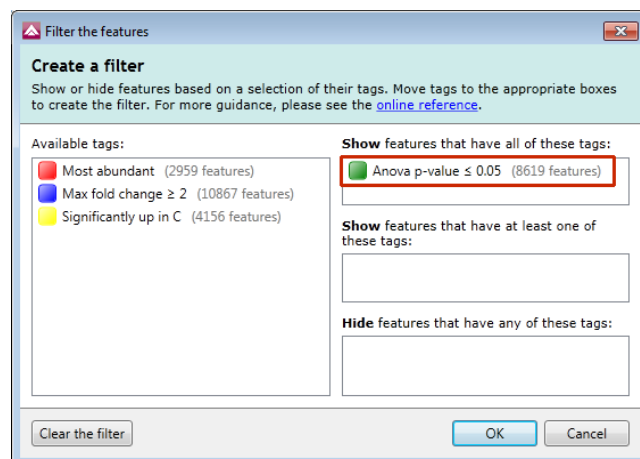 Filter the features
Create a filter
Show or hide features based on a selection of their tags. Move tags to the appropriate boxes
to create the filter. For more guidance, please see the online reference.
Available tags:
Most abundant (2959 features)
Max fold change ≥ 2 (10867 features)
Significantly up in C (4156 features)
Show features that have all of these tags:
Anova p-value ≤ 0.05 (8619 features)
Show features that have at least one of
these tags:
Hide features that have any of these tags:
Clear the filter
OK
Cancel